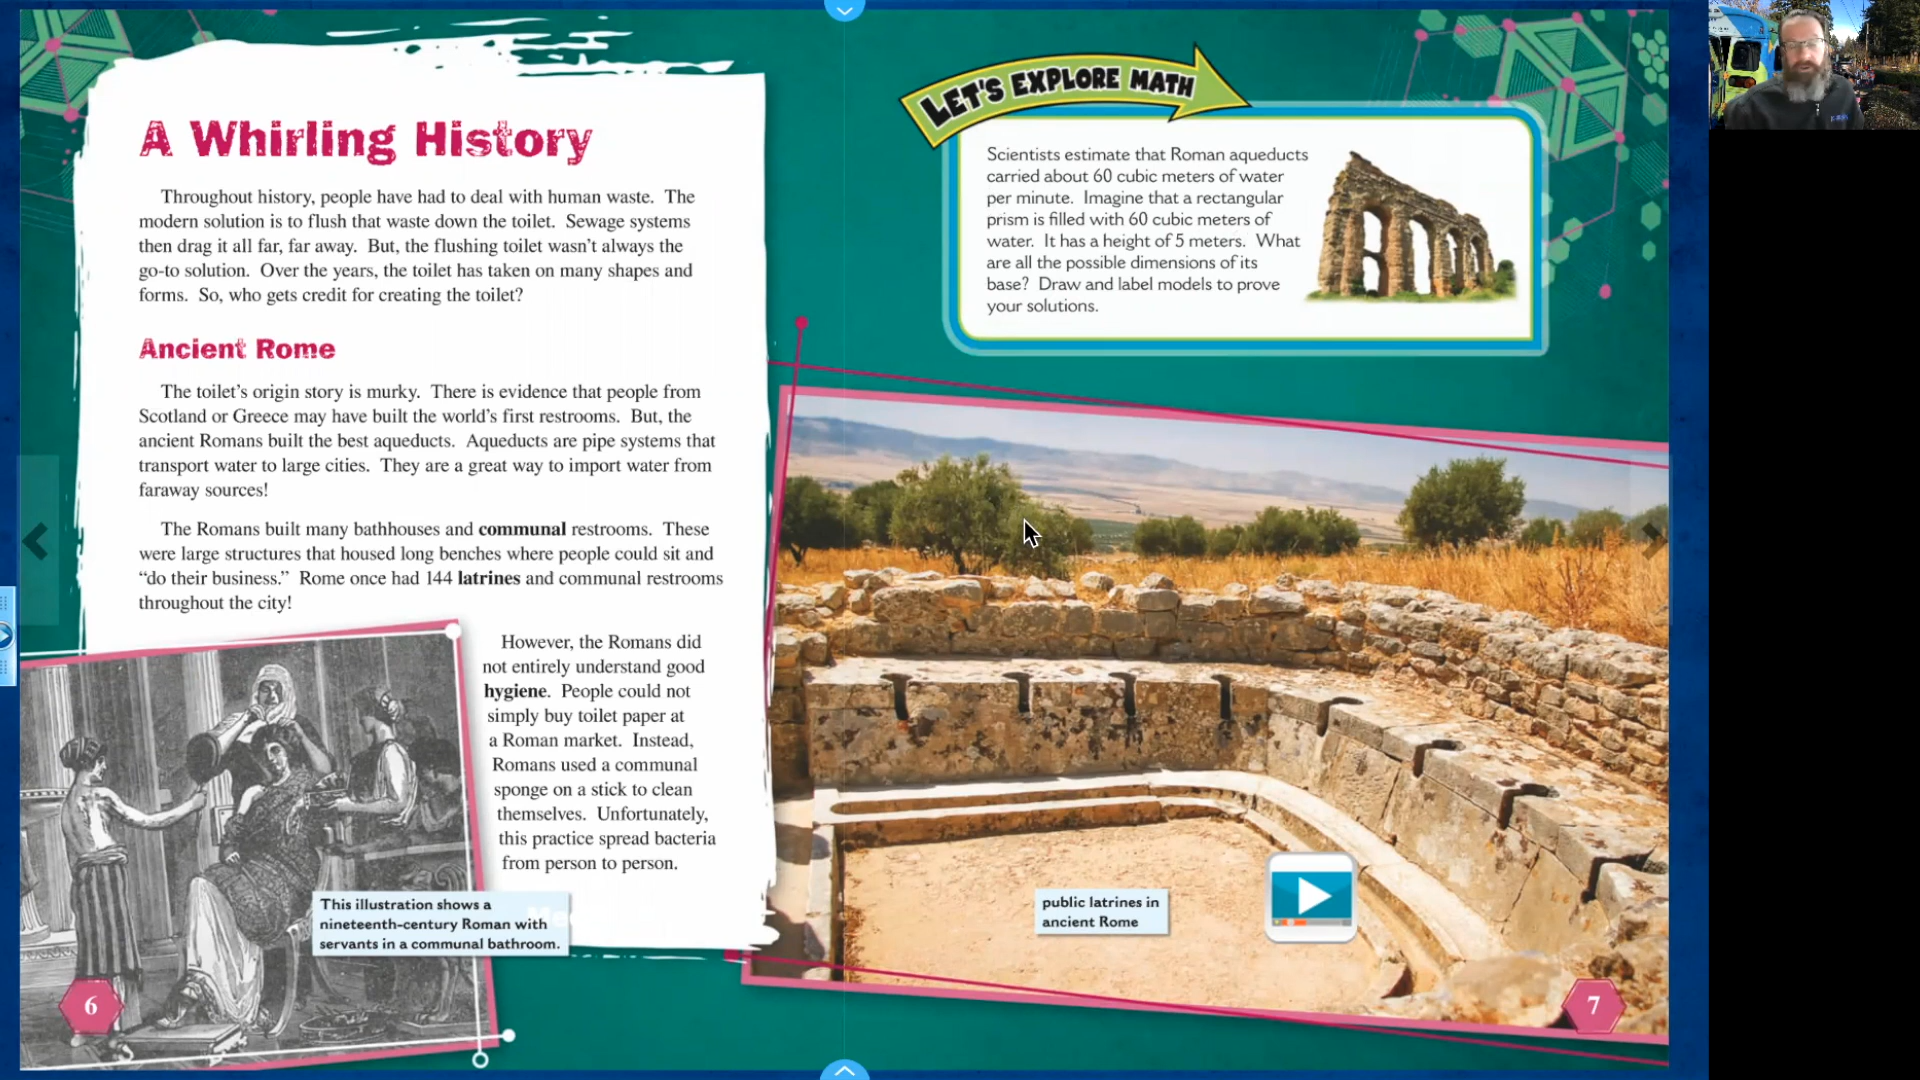 A Whirling History
Throughout history, people have had to deal with human waste. The
modern solution is to flush that waste down the toilet. Sewage systems
then drag it all far, far away. But, the flushing toilet wasn't always the
go-to solution. Over the years, the toilet has taken on many shapes and
forms. So, who gets credit for creating the toilet?
Ancient Rome
The toilet's origin story is murky. There is evidence that people from
Scotland or Greece may have built the world's first restrooms. But, the
ancient Romans built the best aqueducts. Aqueducts are pipe systems that
transport water to large cities. They are a great way to import water from
faraway sources!
The Romans built many bathhouses and communal restrooms. These
were large structures that housed long benches where people could sit and
“do their business.” Rome once had 144 latrines and communal restrooms
throughout the city!
However, the Romans did
not entirely understand good
hygiene. People could not
simply buy toilet paper at
a Roman market. Instead,
Romans used a communal
sponge on a stick to clean
themselves. Unfortunately,
this practice spread bacteria
from person to person.
This illustration shows a
nineteenth-century Roman with
servants in a communal bathroom.
6
LET'S EXPLORE MATH
Scientists estimate that Roman aqueducts
carried about 60 cubic meters of water
per minute. Imagine that a rectangular
prism is filled with 60 cubic meters of
water. It has a height of 5 meters. What
are all the possible dimensions of its
base? Draw and label models to prove
your solutions.
public latrines in
ancient Rome
7